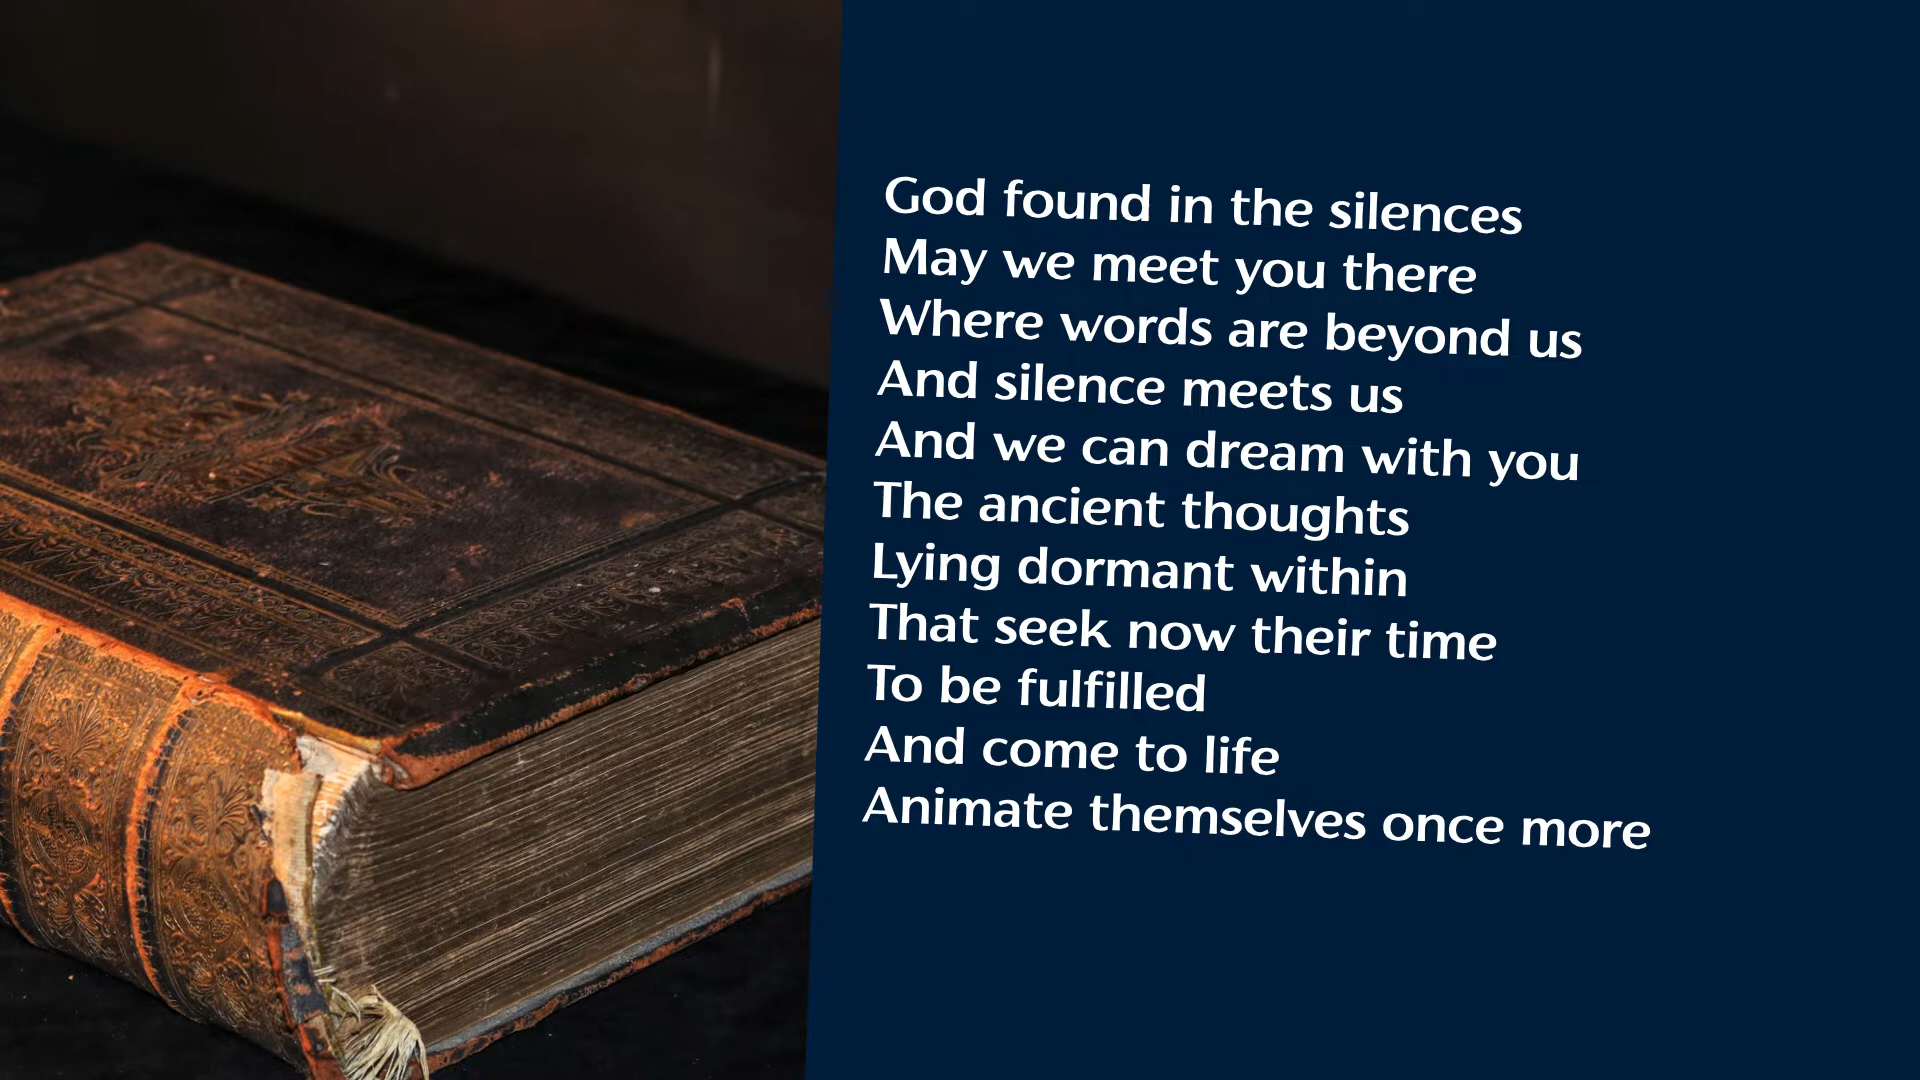 God found in the silences
May we meet you there
Where words are beyond us
And silence meets us
And we can dream with you
The ancient thoughts
Lying dormant within
That seek now their time
To be fulfilled
And come to life
Animate themselves once more